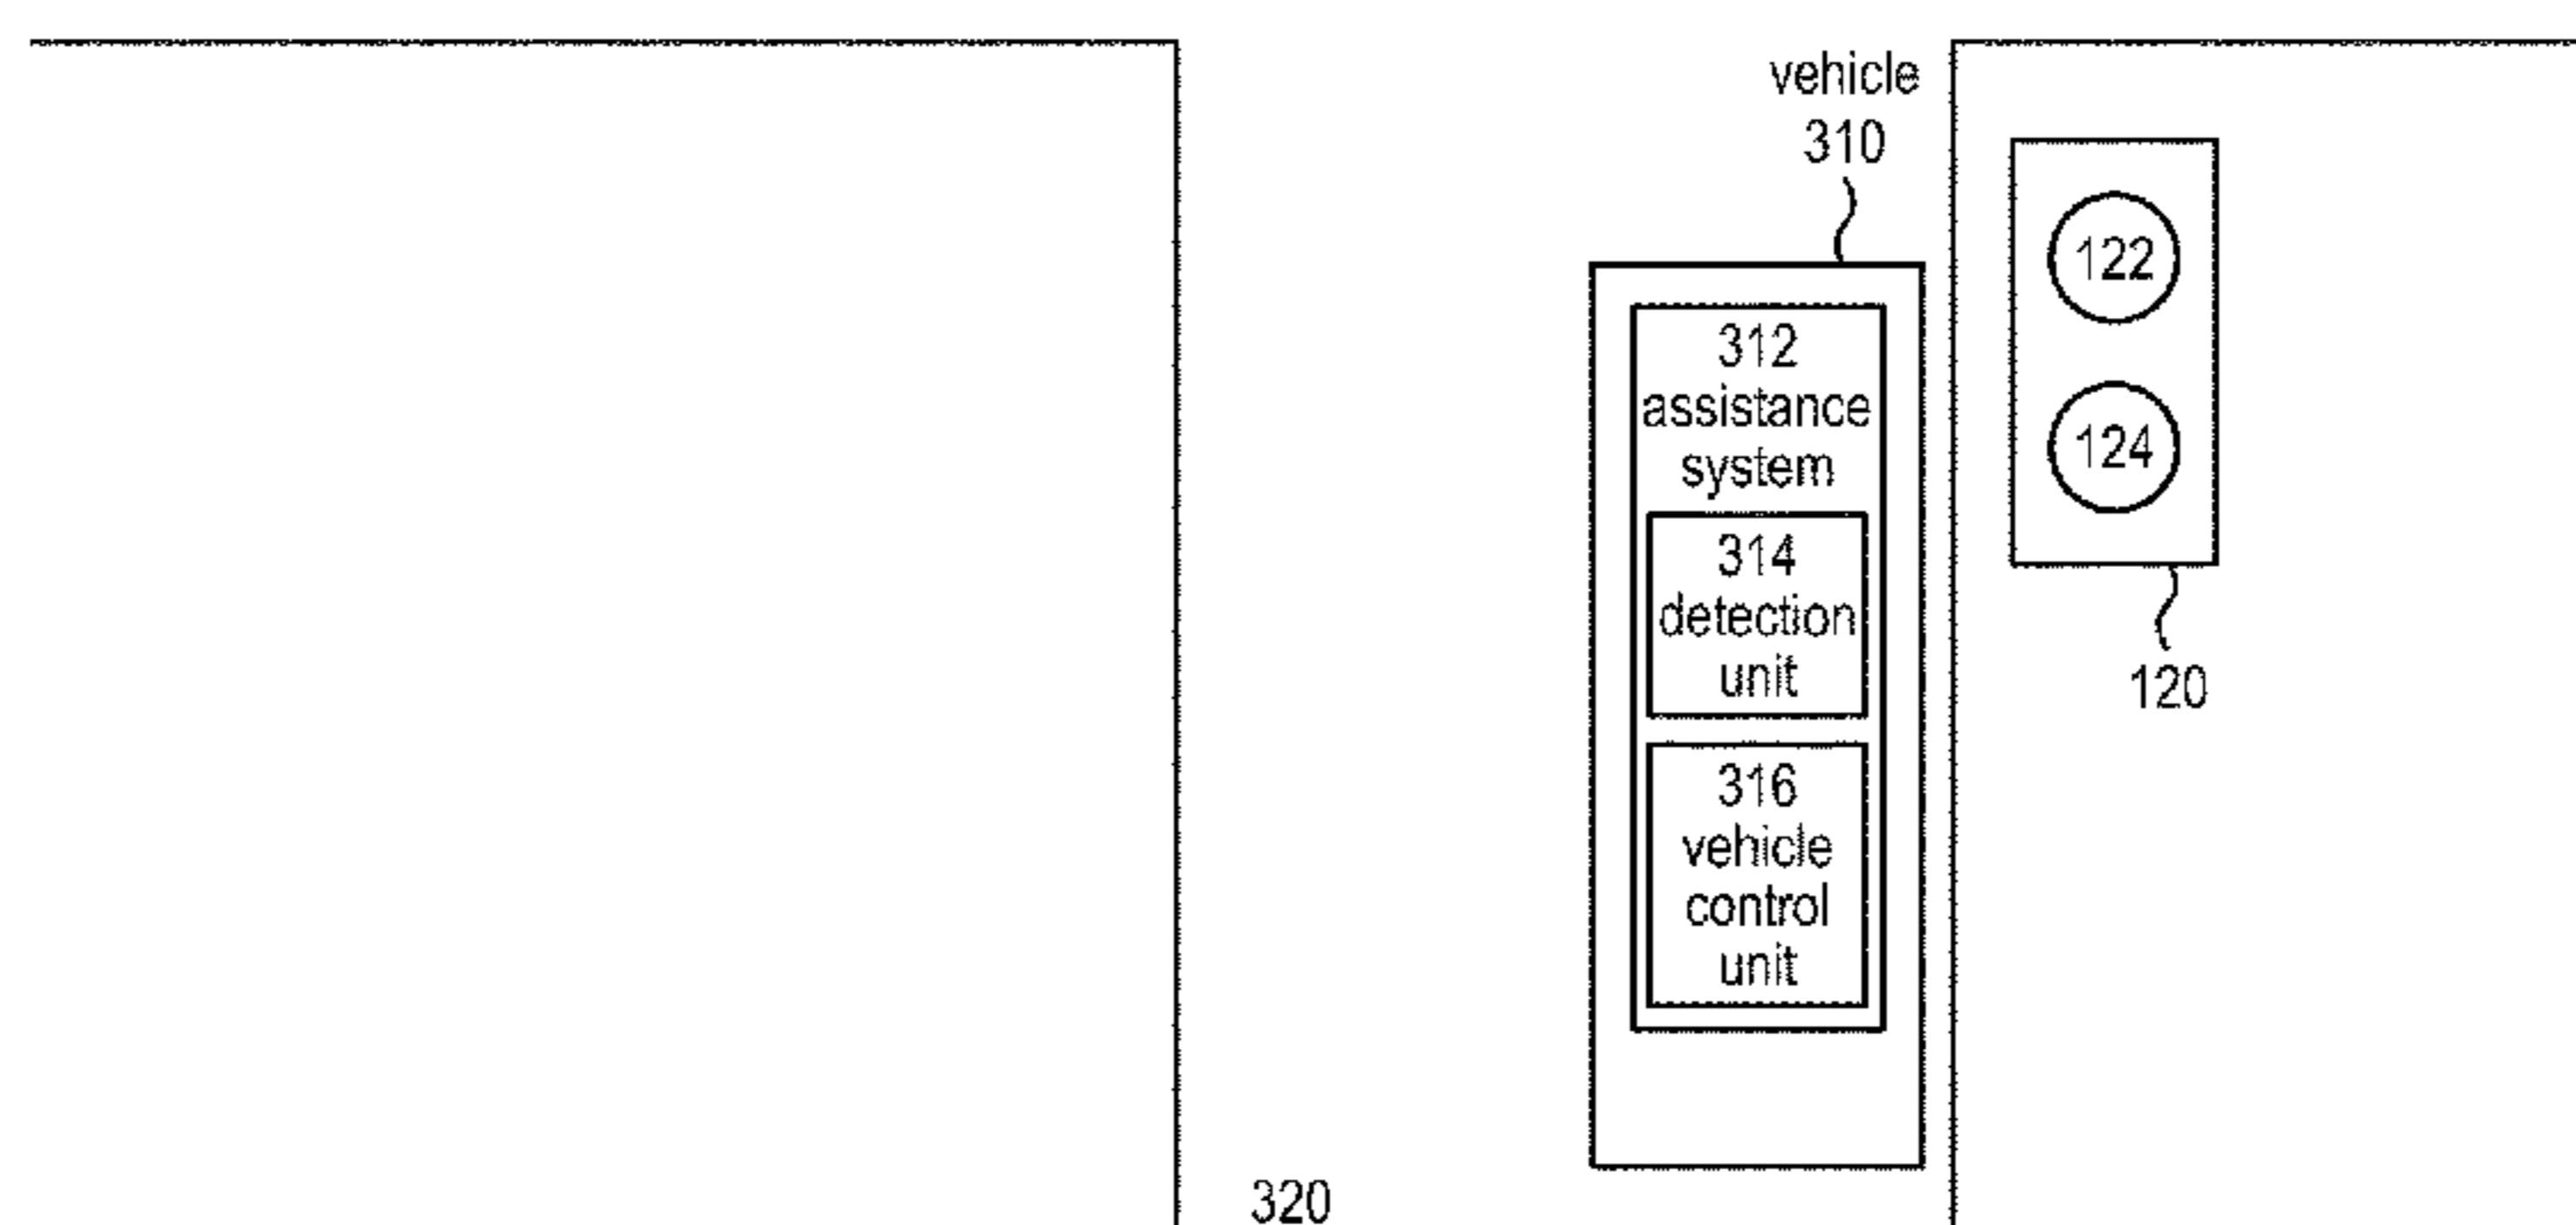 vehicle
310
312
assistance
system
314
detection
unit
316
vehicle
control
unit
122
124
120
320